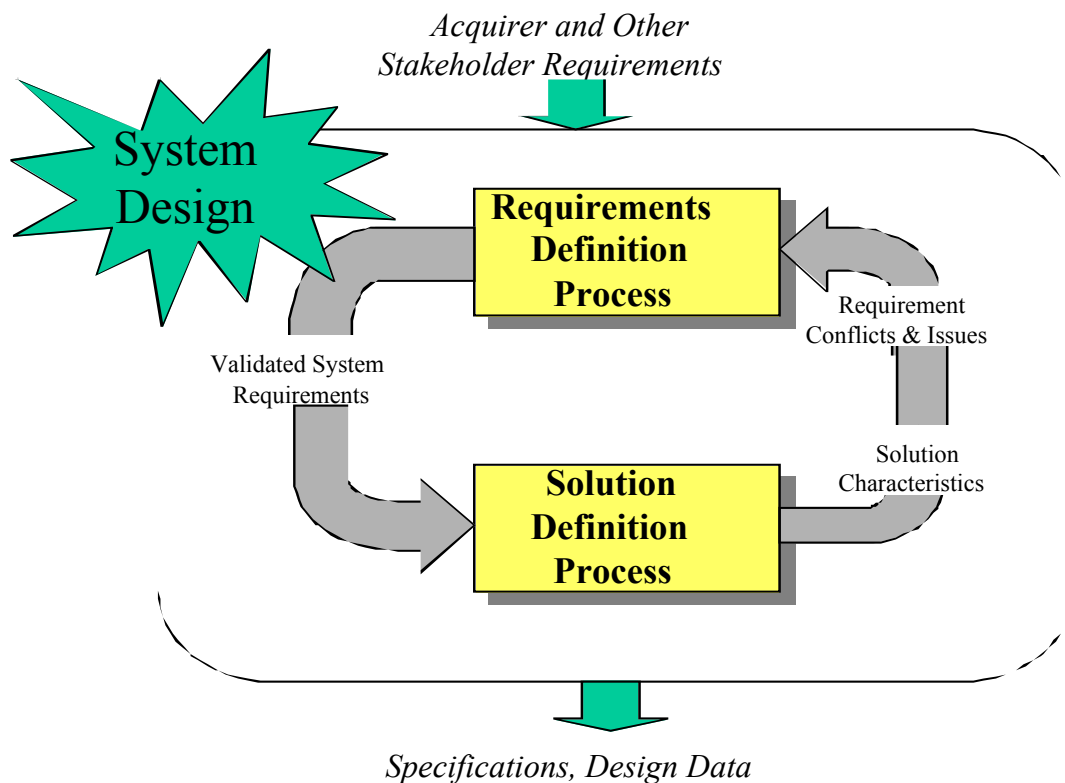 Acquirer and Other
Stakeholder Requirements
System
Design
Requirements
Definition
Process
Requirement
Conflicts & Issues
Validated System
Requirements
Solution
Characteristics
Solution
Definition
Process
Specifications, Design Data